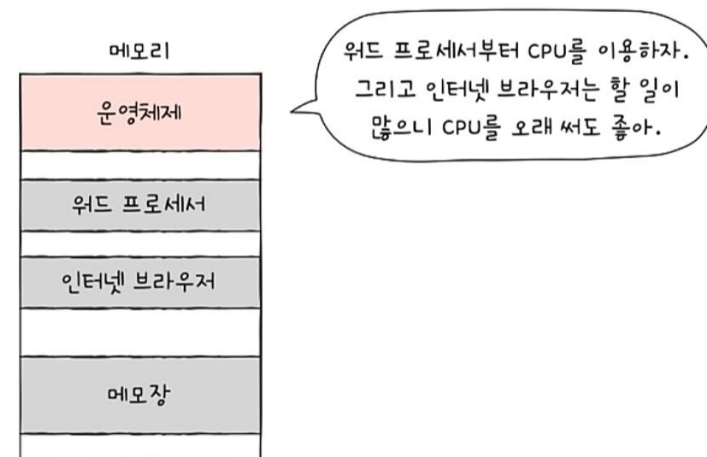 메모리
운영체제
워드 프로세서부터 CPU를 이용하자.
그리고 인터넷 브라우저는 할 일이
많으니 CPU를 오래 써도 좋아.
워드 프로세서
인터넷 브라우저
메모장